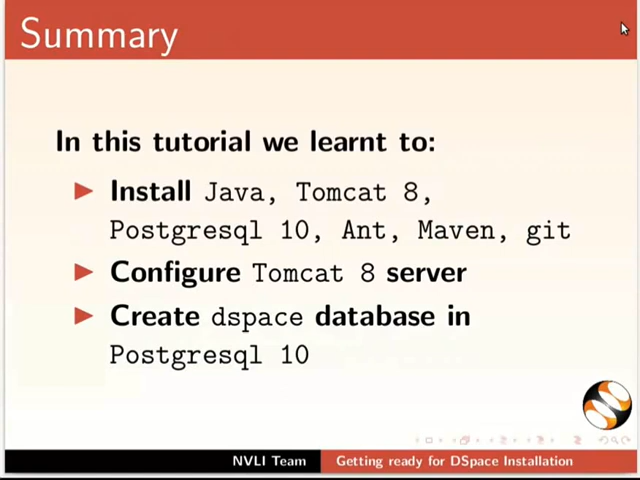 Summary
In this tutorial we learnt to:
Install Java, Tomcat 8,
Postgresql 10, Ant, Maven, git
Configure Tomcat 8 server
Create dspace database in
Postgresql 10
NVLI Team Getting ready for DSpace Installation